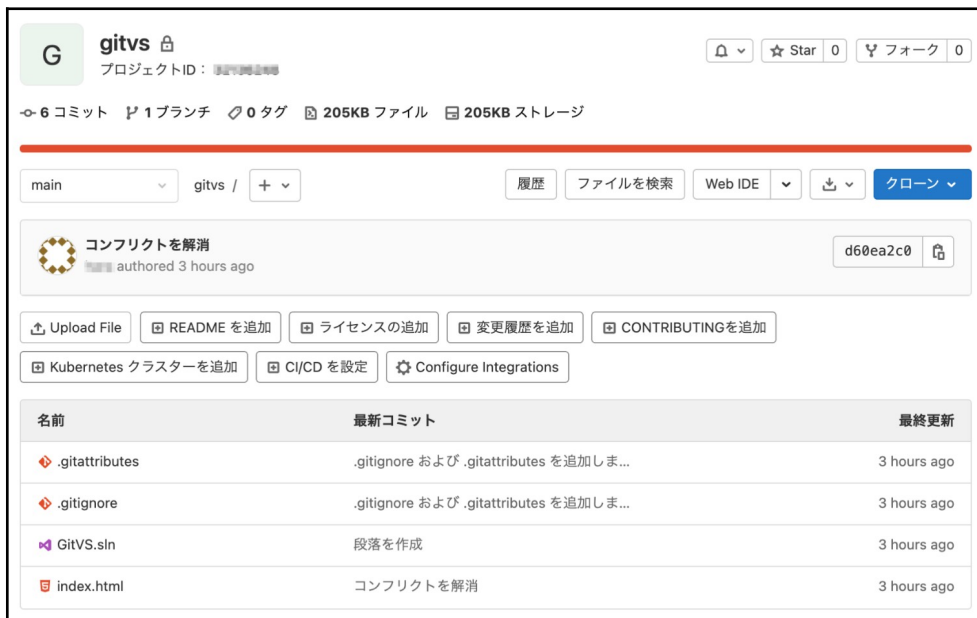 G
gitvs
Star 0
フォーク 0
プロジェクトID：
6 コミット 1 ブランチ 0 タグ 205KB ファイル 205KB ストレージ
main gitvs / + 履歴 ファイルを検索 Web IDE クローン
コンフリクトを解消
authored 3 hours ago
d60ea2c0
Upload File README を追加 ライセンスの追加 変更履歴を追加 CONTRIBUTINGを追加
Kubernetes クラスターを追加 CI/CD を設定 Configure Integrations
名前 最新コミット 最終更新
.gitattributes .gitignore および .gitattributes を追加しま... 3 hours ago
.gitignore .gitignore および .gitattributes を追加しま... 3 hours ago
GitVS.sln 段落を作成 3 hours ago
index.html コンフリクトを解消 3 hours ago